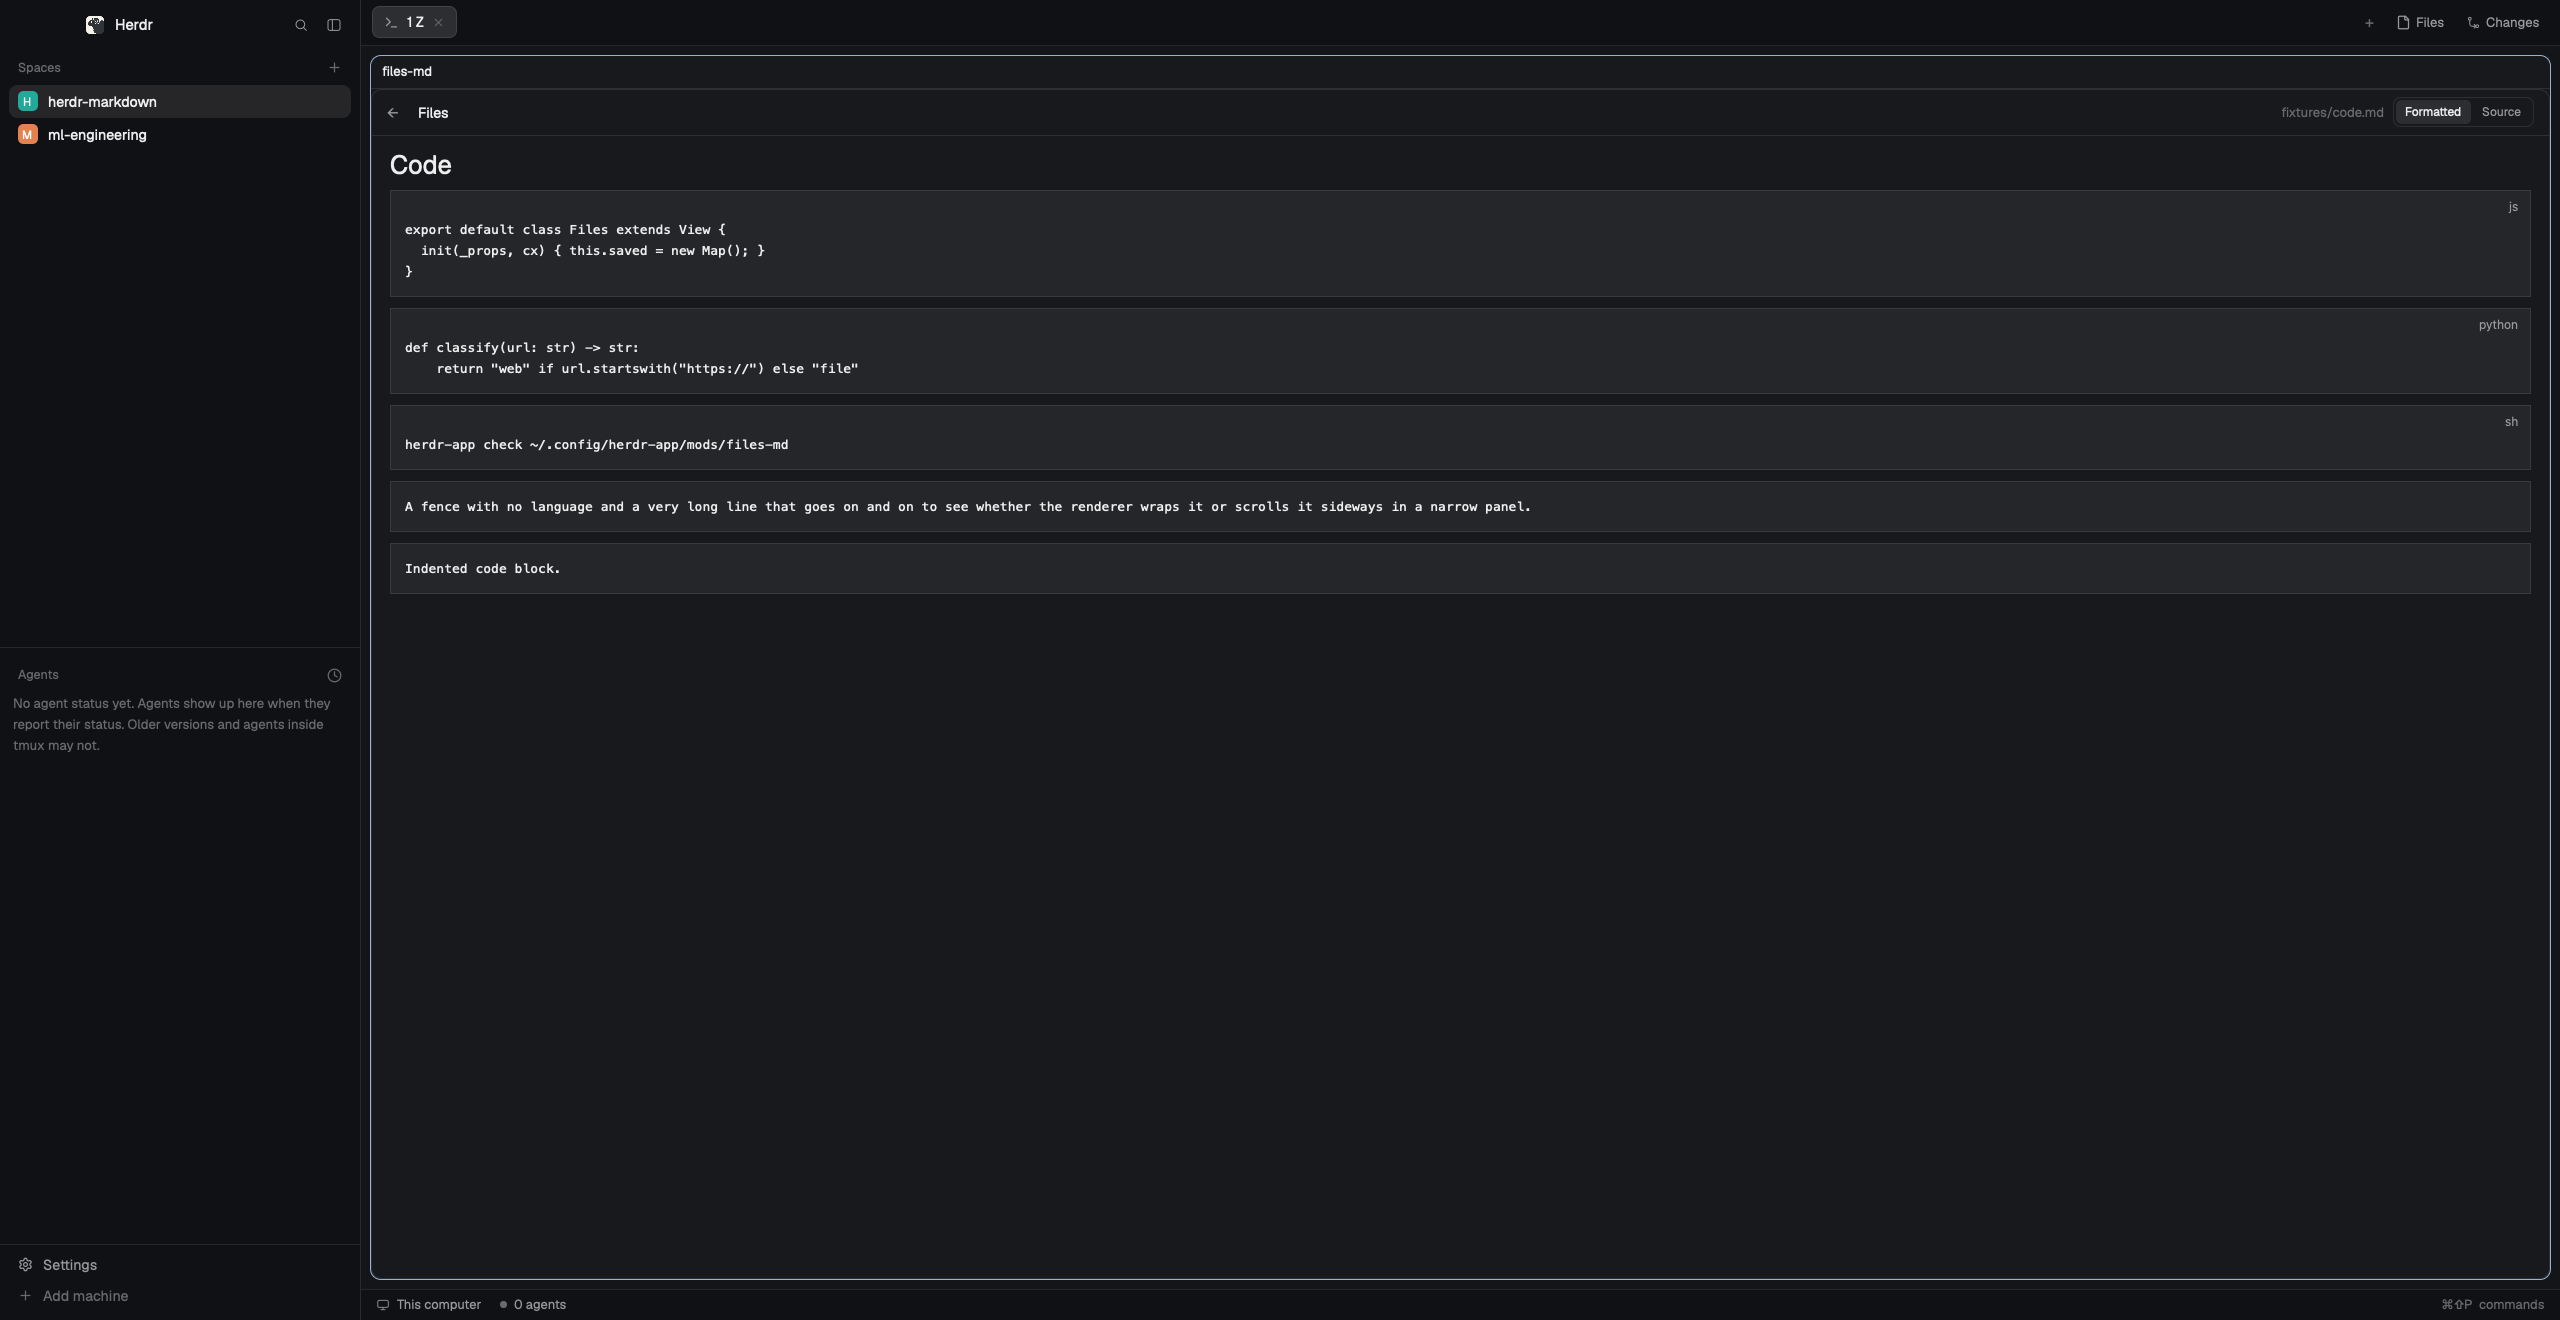 Herdr
Spaces
H herdr-markdown
M ml-engineering
Agents
No agent status yet. Agents show up here when they
report their status. Older versions and agents inside
tmux may not.
Settings
Add machine
>_ 1 Z
Files
Changes
files-md
Files
fixtures/code.md
Formatted
Source
Code
js
export default class Files extends View {
  init(_props, cx) { this.saved = new Map(); }
}
python
def classify(url: str) -> str:
    return "web" if url.startswith("https://") else "file"
sh
herdr-app check ~/.config/herdr-app/mods/files-md
A fence with no language and a very long line that goes on and on to see whether the renderer wraps it or scrolls it sideways in a narrow panel.
Indented code block.
This computer
0 agents
⌘⇧P commands